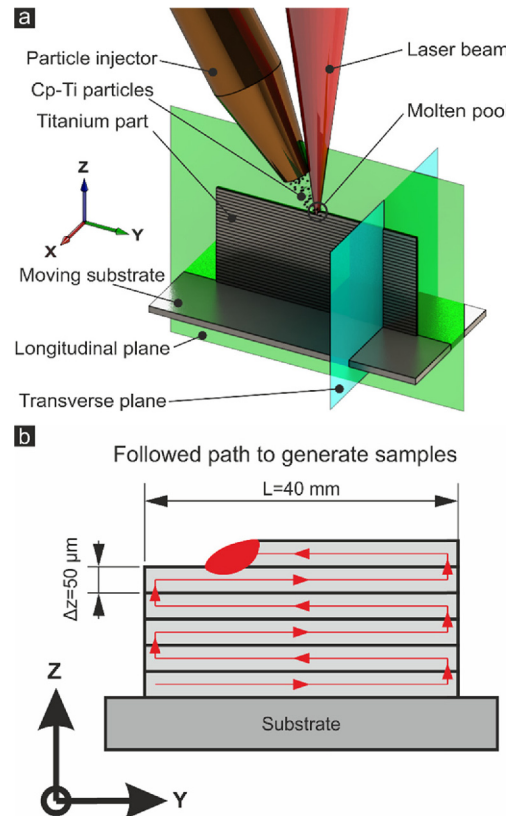 a
Particle injector
Cp-Ti particles
Titanium part
Laser beam
Molten pool
Z
Y
X
Moving substrate
Longitudinal plane
Transverse plane
b
Followed path to generate samples
L=40 mm
Δz=50 µm
Z
Substrate
Y